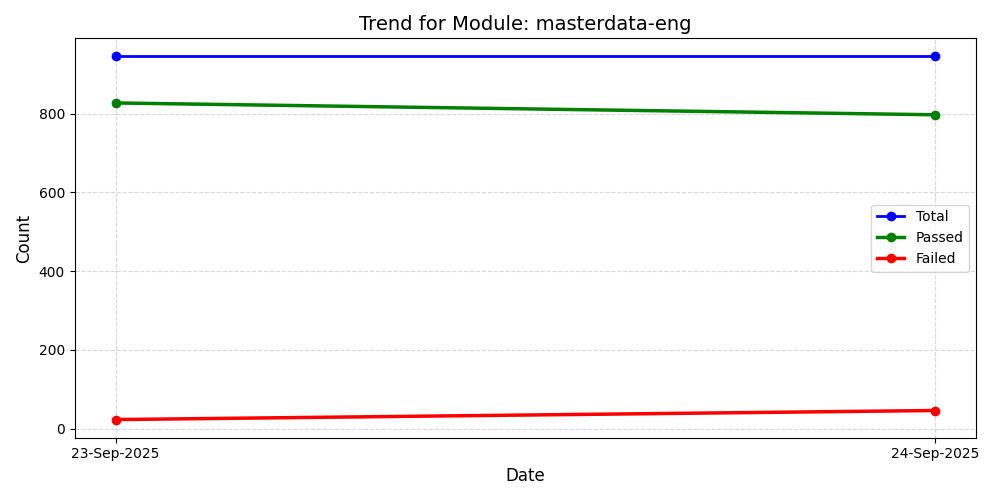 Trend for Module: masterdata-eng
Count
800
600
400
200
0
Total
Passed
Failed
23-Sep-2025
24-Sep-2025
Date